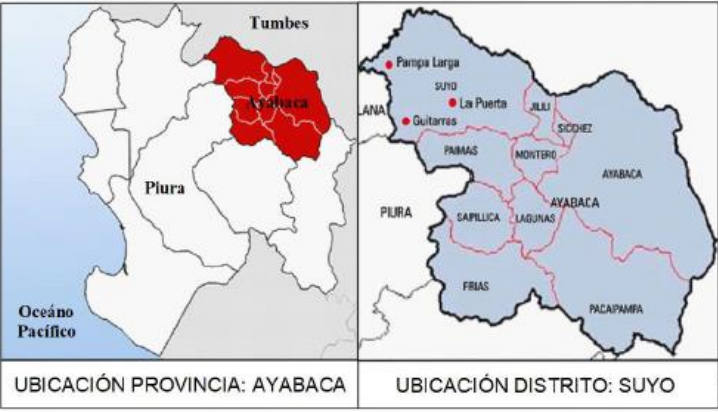 Tumbes
Ayabaca
Piura
Oceáno
Pacífico
UBICACIÓN PROVINCIA: AYABACA
Pampa Larga
SUYO
La Puerta
JILILI
LANA
Guitarras
SICCHEZ
PAIMAS
MONTERO
AYABACA
AYABACA
PIURA
SAPILLICA
LAGUNAS
FRIAS
PACAIPAMPA
UBICACIÓN DISTRITO: SUYO